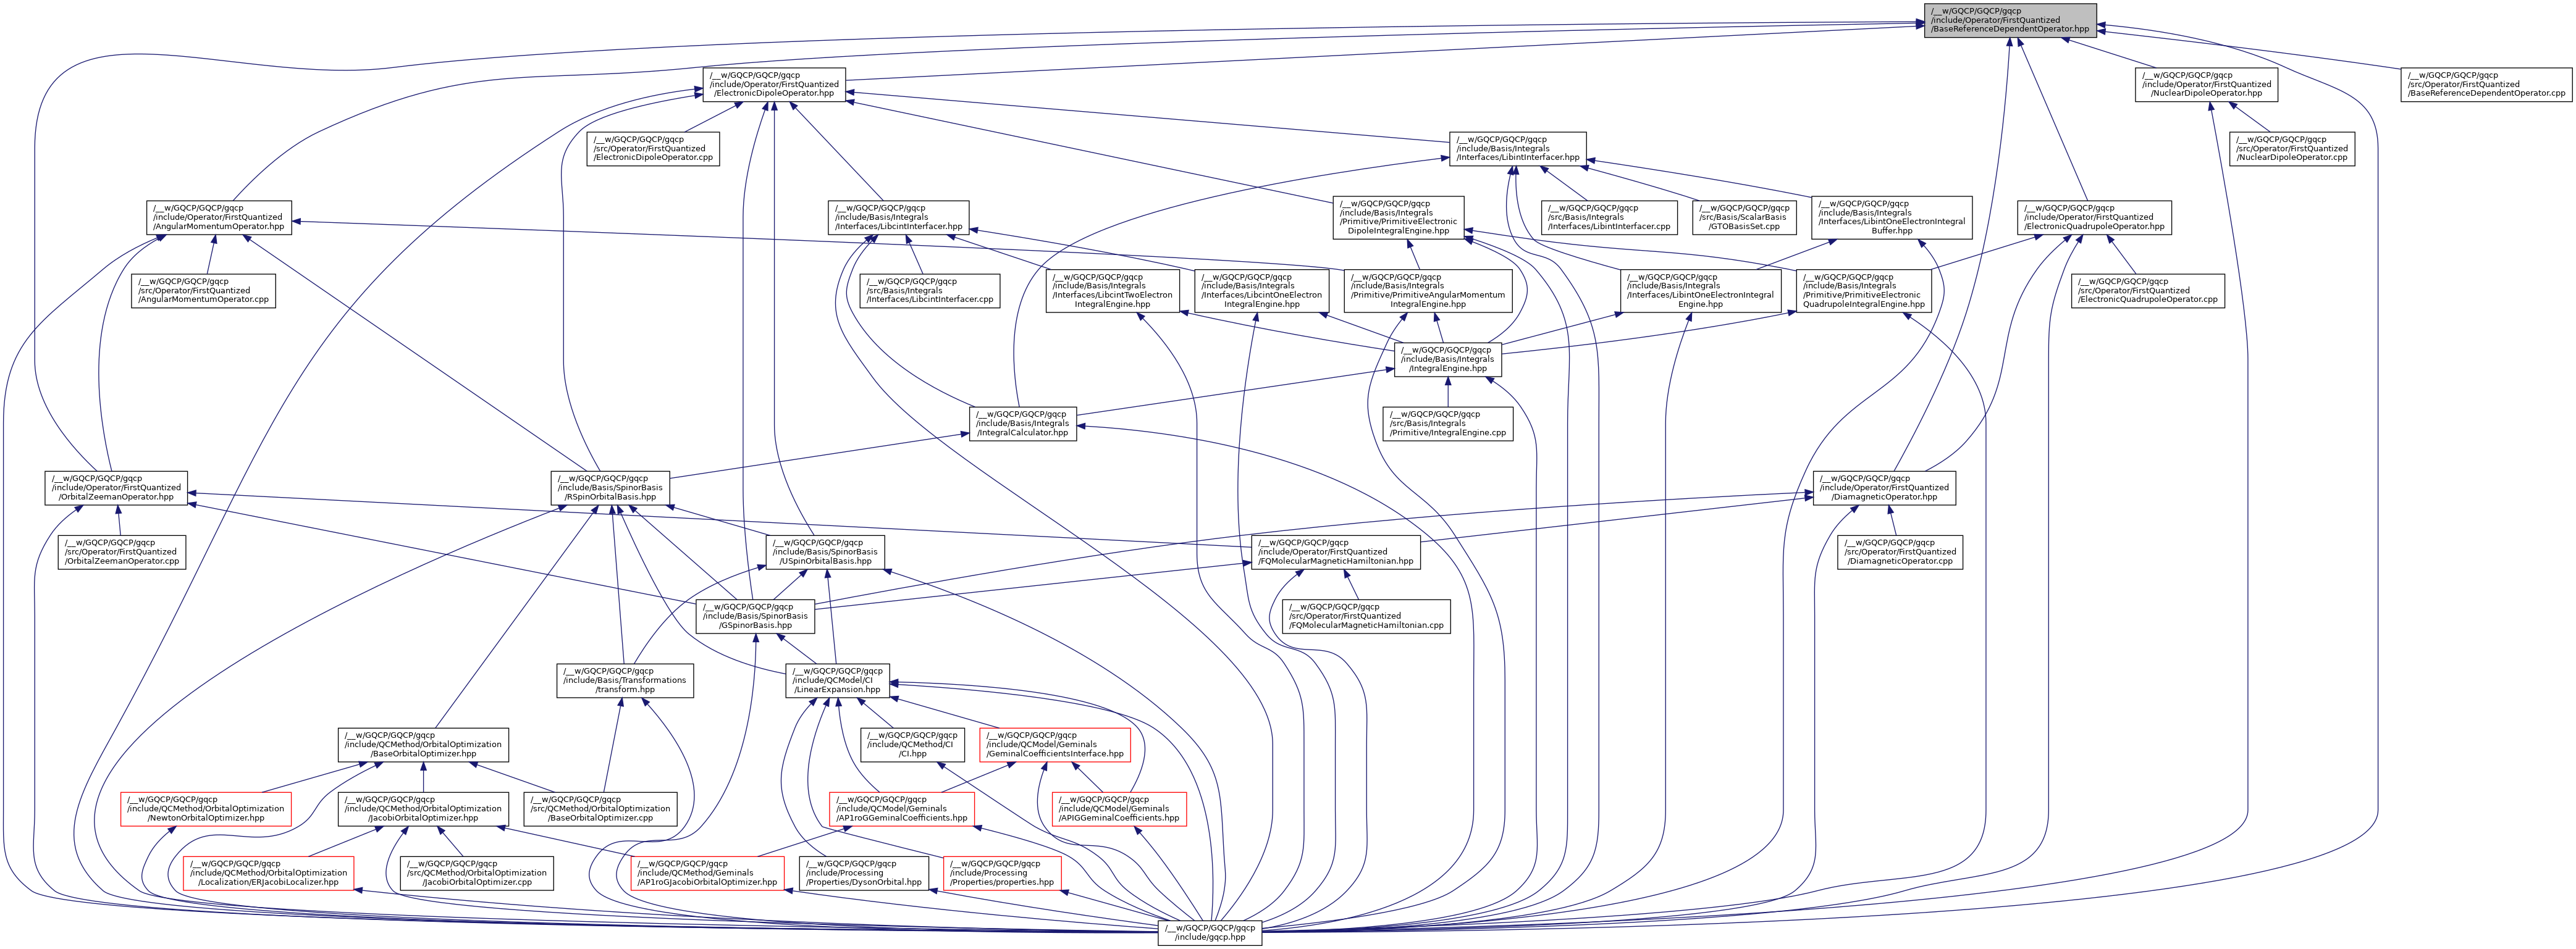 /__w/GQCP/GQCP/gqcp
/include/Operator/FirstQuantized
/BaseReferenceDependentOperator.hpp
/__w/GQCP/GQCP/gqcp
/include/Operator/FirstQuantized
/ElectronicDipoleOperator.hpp
/__w/GQCP/GQCP/gqcp
/include/Operator/FirstQuantized
/NuclearDipoleOperator.hpp
/__w/GQCP/GQCP/gqcp
/src/Operator/FirstQuantized
/BaseReferenceDependentOperator.cpp
/__w/GQCP/GQCP/gqcp
/src/Operator/FirstQuantized
/ElectronicDipoleOperator.cpp
/__w/GQCP/GQCP/gqcp
/include/Basis/Integrals
/Interfaces/LibintInterfacer.hpp
/__w/GQCP/GQCP/gqcp
/src/Operator/FirstQuantized
/NuclearDipoleOperator.cpp
/__w/GQCP/GQCP/gqcp
/include/Operator/FirstQuantized
/AngularMomentumOperator.hpp
/__w/GQCP/GQCP/gqcp
/include/Basis/Integrals
/Interfaces/LibcintInterfacer.hpp
/__w/GQCP/GQCP/gqcp
/include/Basis/Integrals
/Primitive/PrimitiveElectronic
DipoleIntegralEngine.hpp
/__w/GQCP/GQCP/gqcp
/src/Basis/Integrals
/Interfaces/LibintInterfacer.cpp
/__w/GQCP/GQCP/gqcp
/src/Basis/ScalarBasis
/GTOBasisSet.cpp
/__w/GQCP/GQCP/gqcp
/include/Basis/Integrals
/Interfaces/LibintOneElectronIntegral
Buffer.hpp
/__w/GQCP/GQCP/gqcp
/include/Operator/FirstQuantized
/ElectronicQuadrupoleOperator.hpp
/__w/GQCP/GQCP/gqcp
/src/Operator/FirstQuantized
/AngularMomentumOperator.cpp
/__w/GQCP/GQCP/gqcp
/src/Basis/Integrals
/Interfaces/LibcintInterfacer.cpp
/__w/GQCP/GQCP/gqcp
/include/Basis/Integrals
/Interfaces/LibcintTwoElectron
IntegralEngine.hpp
/__w/GQCP/GQCP/gqcp
/include/Basis/Integrals
/Interfaces/LibcintOneElectron
IntegralEngine.hpp
/__w/GQCP/GQCP/gqcp
/include/Basis/Integrals
/Primitive/PrimitiveAngularMomentum
IntegralEngine.hpp
/__w/GQCP/GQCP/gqcp
/include/Basis/Integrals
/Interfaces/LibintOneElectronIntegral
Engine.hpp
/__w/GQCP/GQCP/gqcp
/include/Basis/Integrals
/Primitive/PrimitiveElectronic
QuadrupoleIntegralEngine.hpp
/__w/GQCP/GQCP/gqcp
/src/Operator/FirstQuantized
/ElectronicQuadrupoleOperator.cpp
/__w/GQCP/GQCP/gqcp
/include/Basis/Integrals
/IntegralEngine.hpp
/__w/GQCP/GQCP/gqcp
/include/Basis/Integrals
/IntegralCalculator.hpp
/__w/GQCP/GQCP/gqcp
/src/Basis/Integrals
/Primitive/IntegralEngine.cpp
/__w/GQCP/GQCP/gqcp
/include/Operator/FirstQuantized
/OrbitalZeemanOperator.hpp
/__w/GQCP/GQCP/gqcp
/include/Basis/SpinorBasis
/RSpinOrbitalBasis.hpp
/__w/GQCP/GQCP/gqcp
/include/Operator/FirstQuantized
/DiamagneticOperator.hpp
/__w/GQCP/GQCP/gqcp
/src/Operator/FirstQuantized
/OrbitalZeemanOperator.cpp
/__w/GQCP/GQCP/gqcp
/include/Basis/SpinorBasis
/USpinOrbitalBasis.hpp
/__w/GQCP/GQCP/gqcp
/include/Operator/FirstQuantized
/FQMolecularMagneticHamiltonian.hpp
/__w/GQCP/GQCP/gqcp
/src/Operator/FirstQuantized
/DiamagneticOperator.cpp
/__w/GQCP/GQCP/gqcp
/include/Basis/SpinorBasis
/GSpinorBasis.hpp
/__w/GQCP/GQCP/gqcp
/src/Operator/FirstQuantized
/FQMolecularMagneticHamiltonian.cpp
/__w/GQCP/GQCP/gqcp
/include/Basis/Transformations
/transform.hpp
/__w/GQCP/GQCP/gqcp
/include/QCModel/CI
/LinearExpansion.hpp
/__w/GQCP/GQCP/gqcp
/include/QCMethod/OrbitalOptimization
/BaseOrbitalOptimizer.hpp
/__w/GQCP/GQCP/gqcp
/include/QCMethod/CI
/CI.hpp
/__w/GQCP/GQCP/gqcp
/include/QCModel/Geminals
/GeminalCoefficientsInterface.hpp
/__w/GQCP/GQCP/gqcp
/include/QCMethod/OrbitalOptimization
/NewtonOrbitalOptimizer.hpp
/__w/GQCP/GQCP/gqcp
/include/QCMethod/OrbitalOptimization
/JacobiOrbitalOptimizer.hpp
/__w/GQCP/GQCP/gqcp
/src/QCMethod/OrbitalOptimization
/BaseOrbitalOptimizer.cpp
/__w/GQCP/GQCP/gqcp
/include/QCModel/Geminals
/AP1roGGeminalCoefficients.hpp
/__w/GQCP/GQCP/gqcp
/include/QCModel/Geminals
/APIGGeminalCoefficients.hpp
/__w/GQCP/GQCP/gqcp
/include/QCMethod/OrbitalOptimization
/Localization/ERJacobiLocalizer.hpp
/__w/GQCP/GQCP/gqcp
/src/QCMethod/OrbitalOptimization
/JacobiOrbitalOptimizer.cpp
/__w/GQCP/GQCP/gqcp
/include/QCMethod/Geminals
/AP1roGJacobiOrbitalOptimizer.hpp
/__w/GQCP/GQCP/gqcp
/include/Processing
/Properties/DysonOrbital.hpp
/__w/GQCP/GQCP/gqcp
/include/Processing
/Properties/properties.hpp
/__w/GQCP/GQCP/gqcp
/include/gqcp.hpp